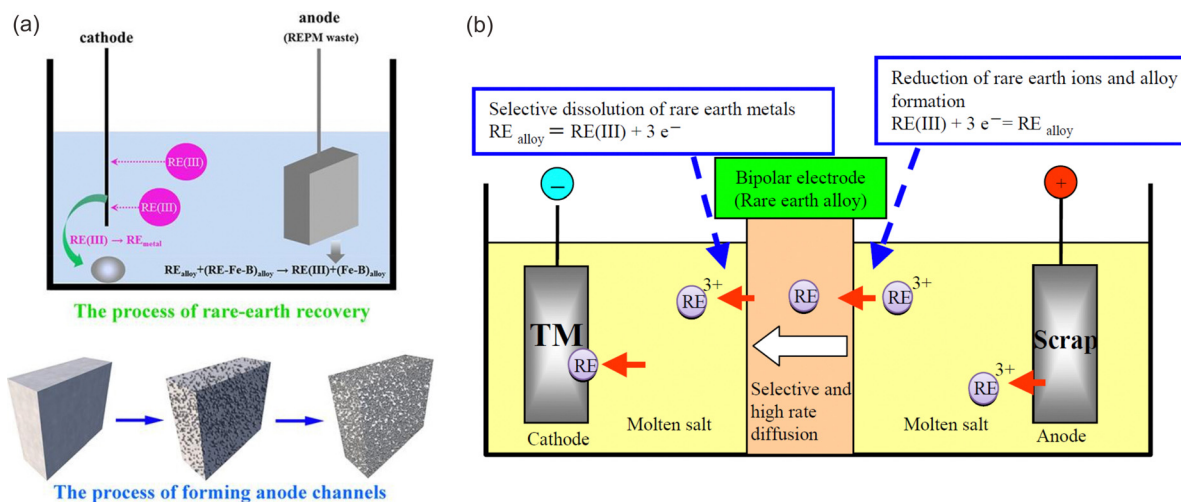 (a)
anode
(REPM waste)
cathode
RE(III)
RE(III)
RE(III) → RE metal
RE alloy+(RE-Fe-B) alloy → RE(III)+(Fe-B) alloy
The process of rare-earth recovery
The process of forming anode channels
(b)
Selective dissolution of rare earth metals
RE alloy = RE(III) + 3 e⁻
Reduction of rare earth ions and alloy
formation
RE(III) + 3 e⁻= RE alloy
Bipolar electrode
(Rare earth alloy)
−
+
RE 3+
RE
RE 3+
TM
RE
Scrap
RE 3+
Selective and
high rate
diffusion
Cathode
Molten salt
Molten salt
Anode